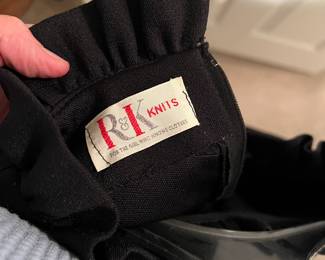 R&K KNITS
FOR THE GIRL WHO KNOWS CLOTHES